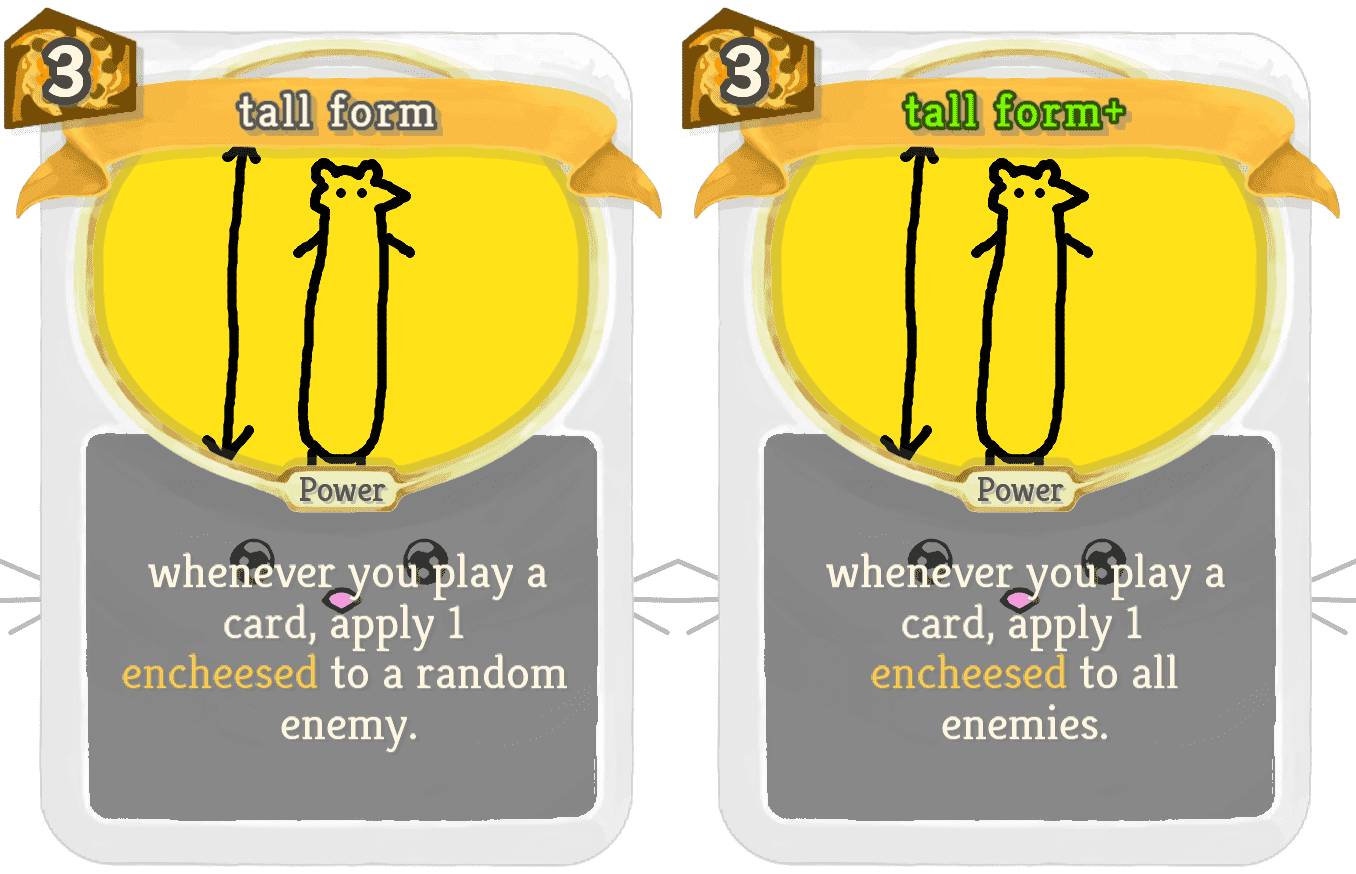 3
tall form
Power
whenever you play a
card, apply 1
encheesed to a random
enemy.
3
tall form+
Power
whenever you play a
card, apply 1
encheesed to all
enemies.